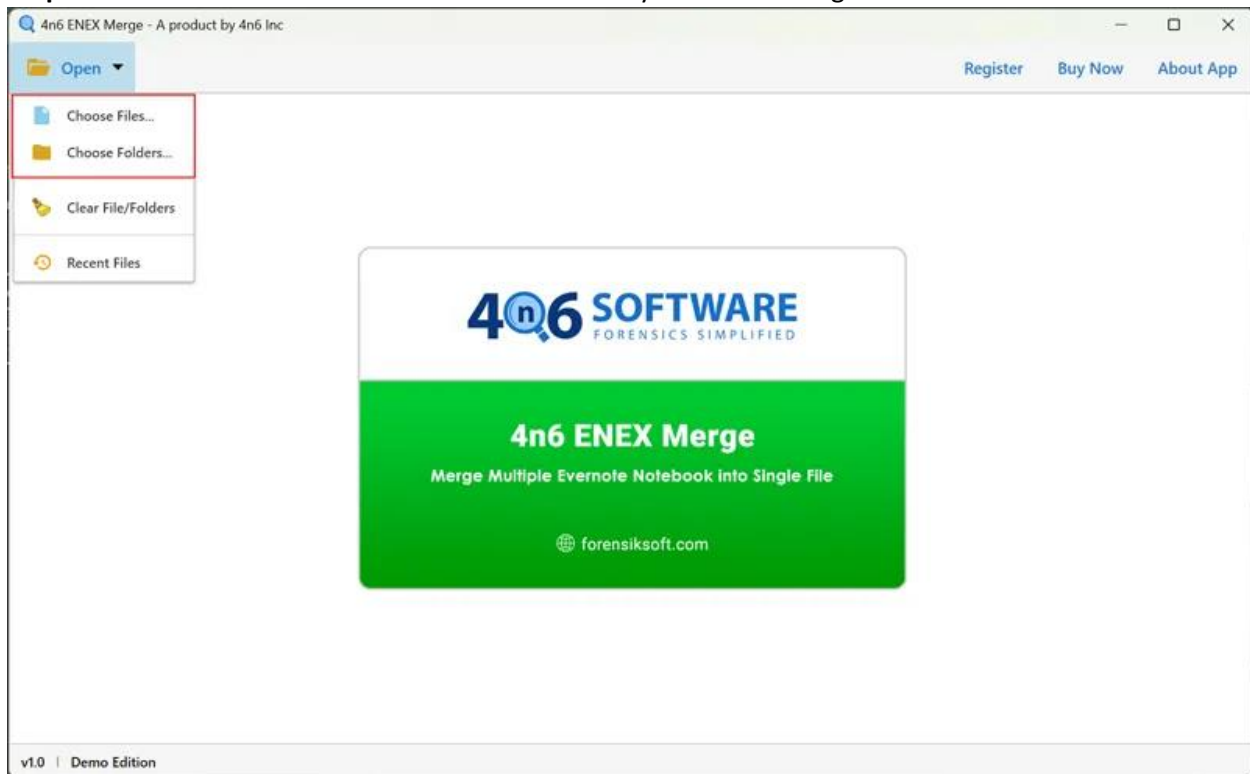 4n6 ENEX Merge - A product by 4n6 Inc
Open
Register Buy Now About App
Choose Files...
Choose Folders...
Clear File/Folders
Recent Files
4n6 SOFTWARE
FORENSICS SIMPLIFIED
4n6 ENEX Merge
Merge Multiple Evernote Notebook into Single File
forensiksoft.com
v1.0 | Demo Edition